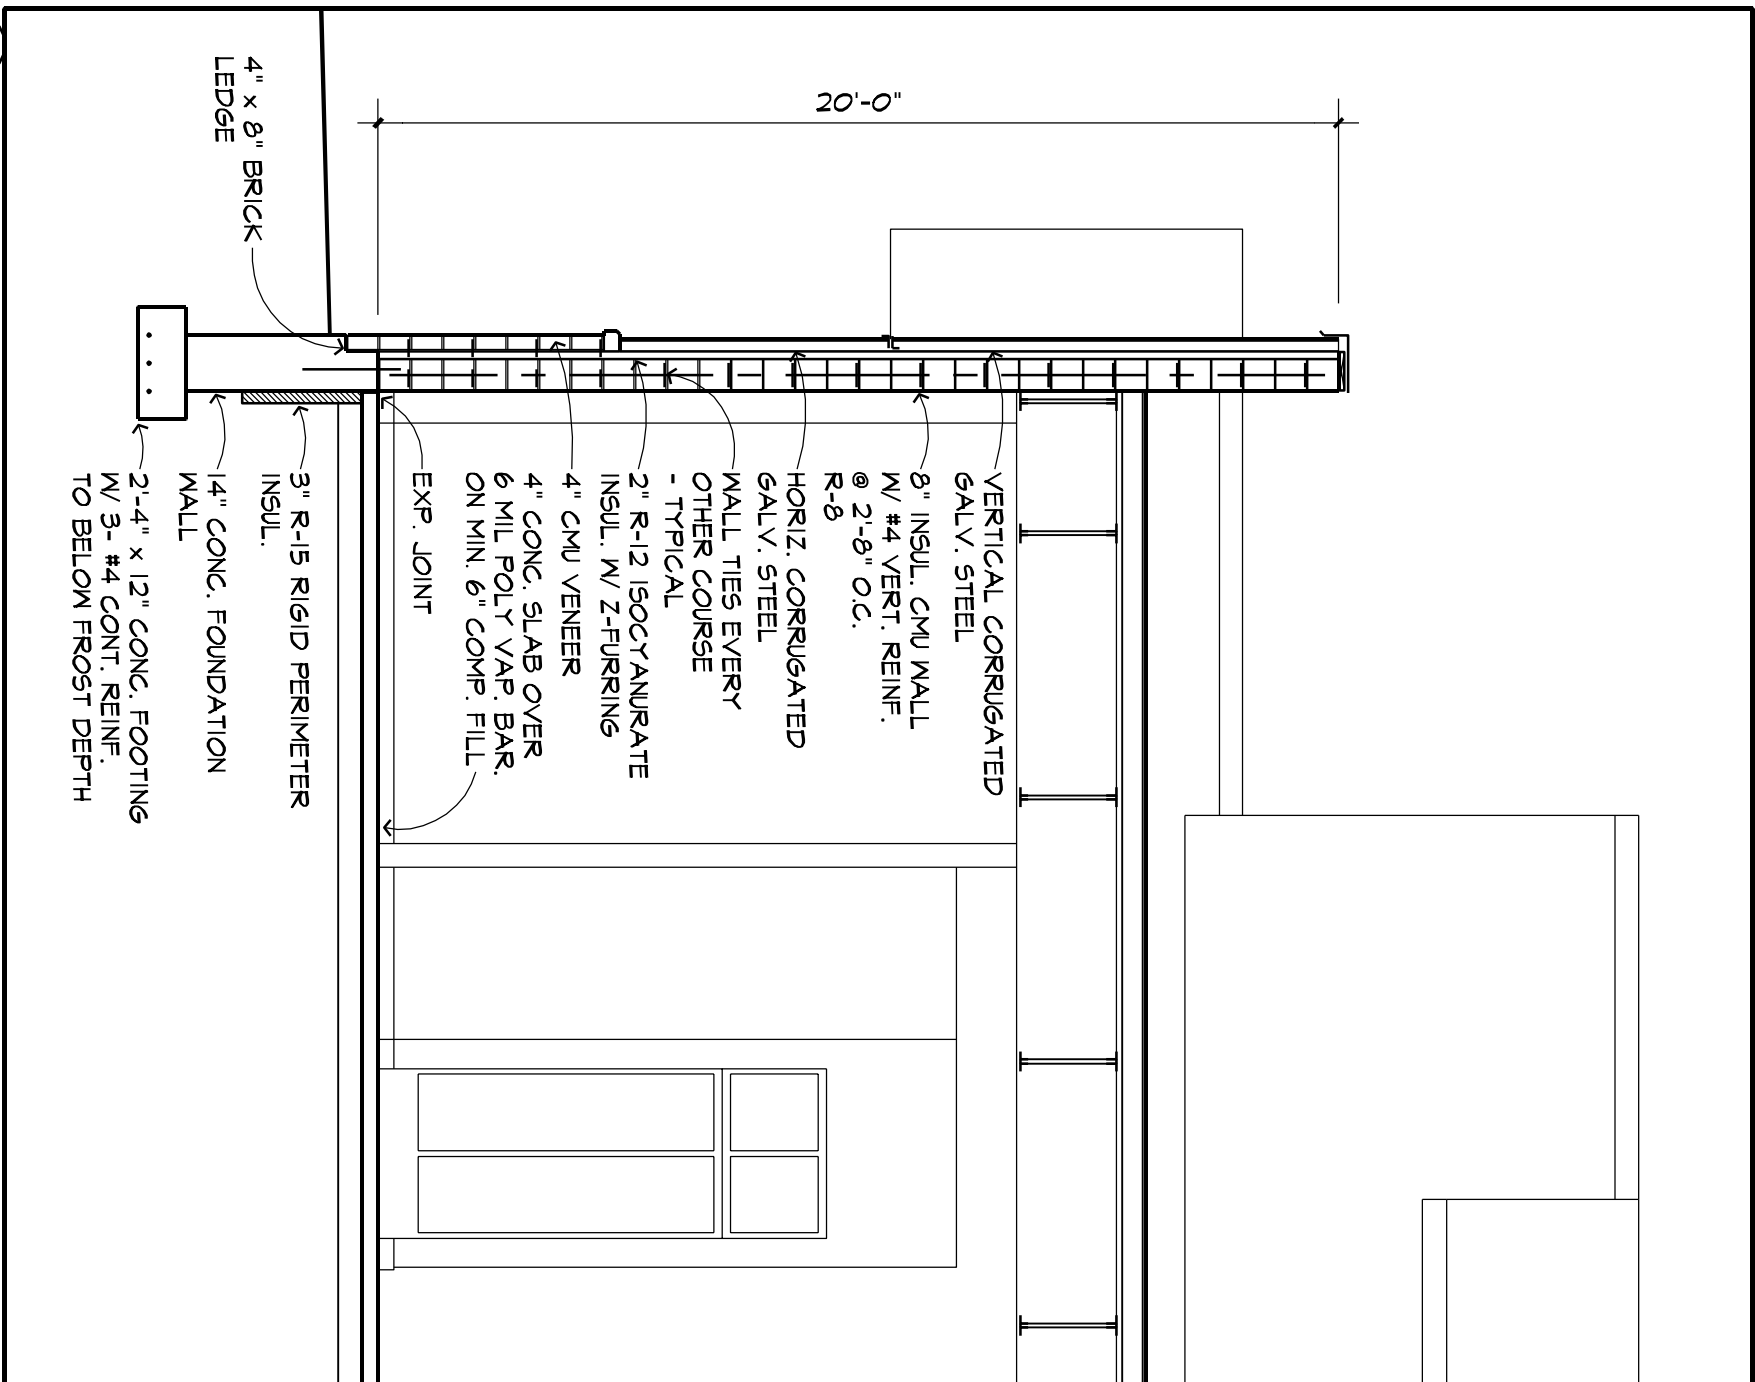 20'-0"
4" x 8" BRICK
LEDGE
VERTICAL CORRUGATED
GALV. STEEL
8" INSUL. CMU WALL
W/ #4 VERT. REINF.
@ 2'-8" O.C.
R-8
HORIZ. CORRUGATED
GALV. STEEL
WALL TIES EVERY
OTHER COURSE
- TYPICAL
2" R-12 ISOCYANURATE
INSUL. W/ Z-FURRING
4" CMU VENEER
4" CONC. SLAB OVER
6 MIL POLY VAP. BAR.
ON MIN. 6" COMP. FILL
EXP. JOINT
3" R-15 RIGID PERIMETER
INSUL.
14" CONC. FOUNDATION
WALL
2'-4" x 12" CONC. FOOTING
W/ 3- #4 CONT. REINF.
TO BELOW FROST DEPTH